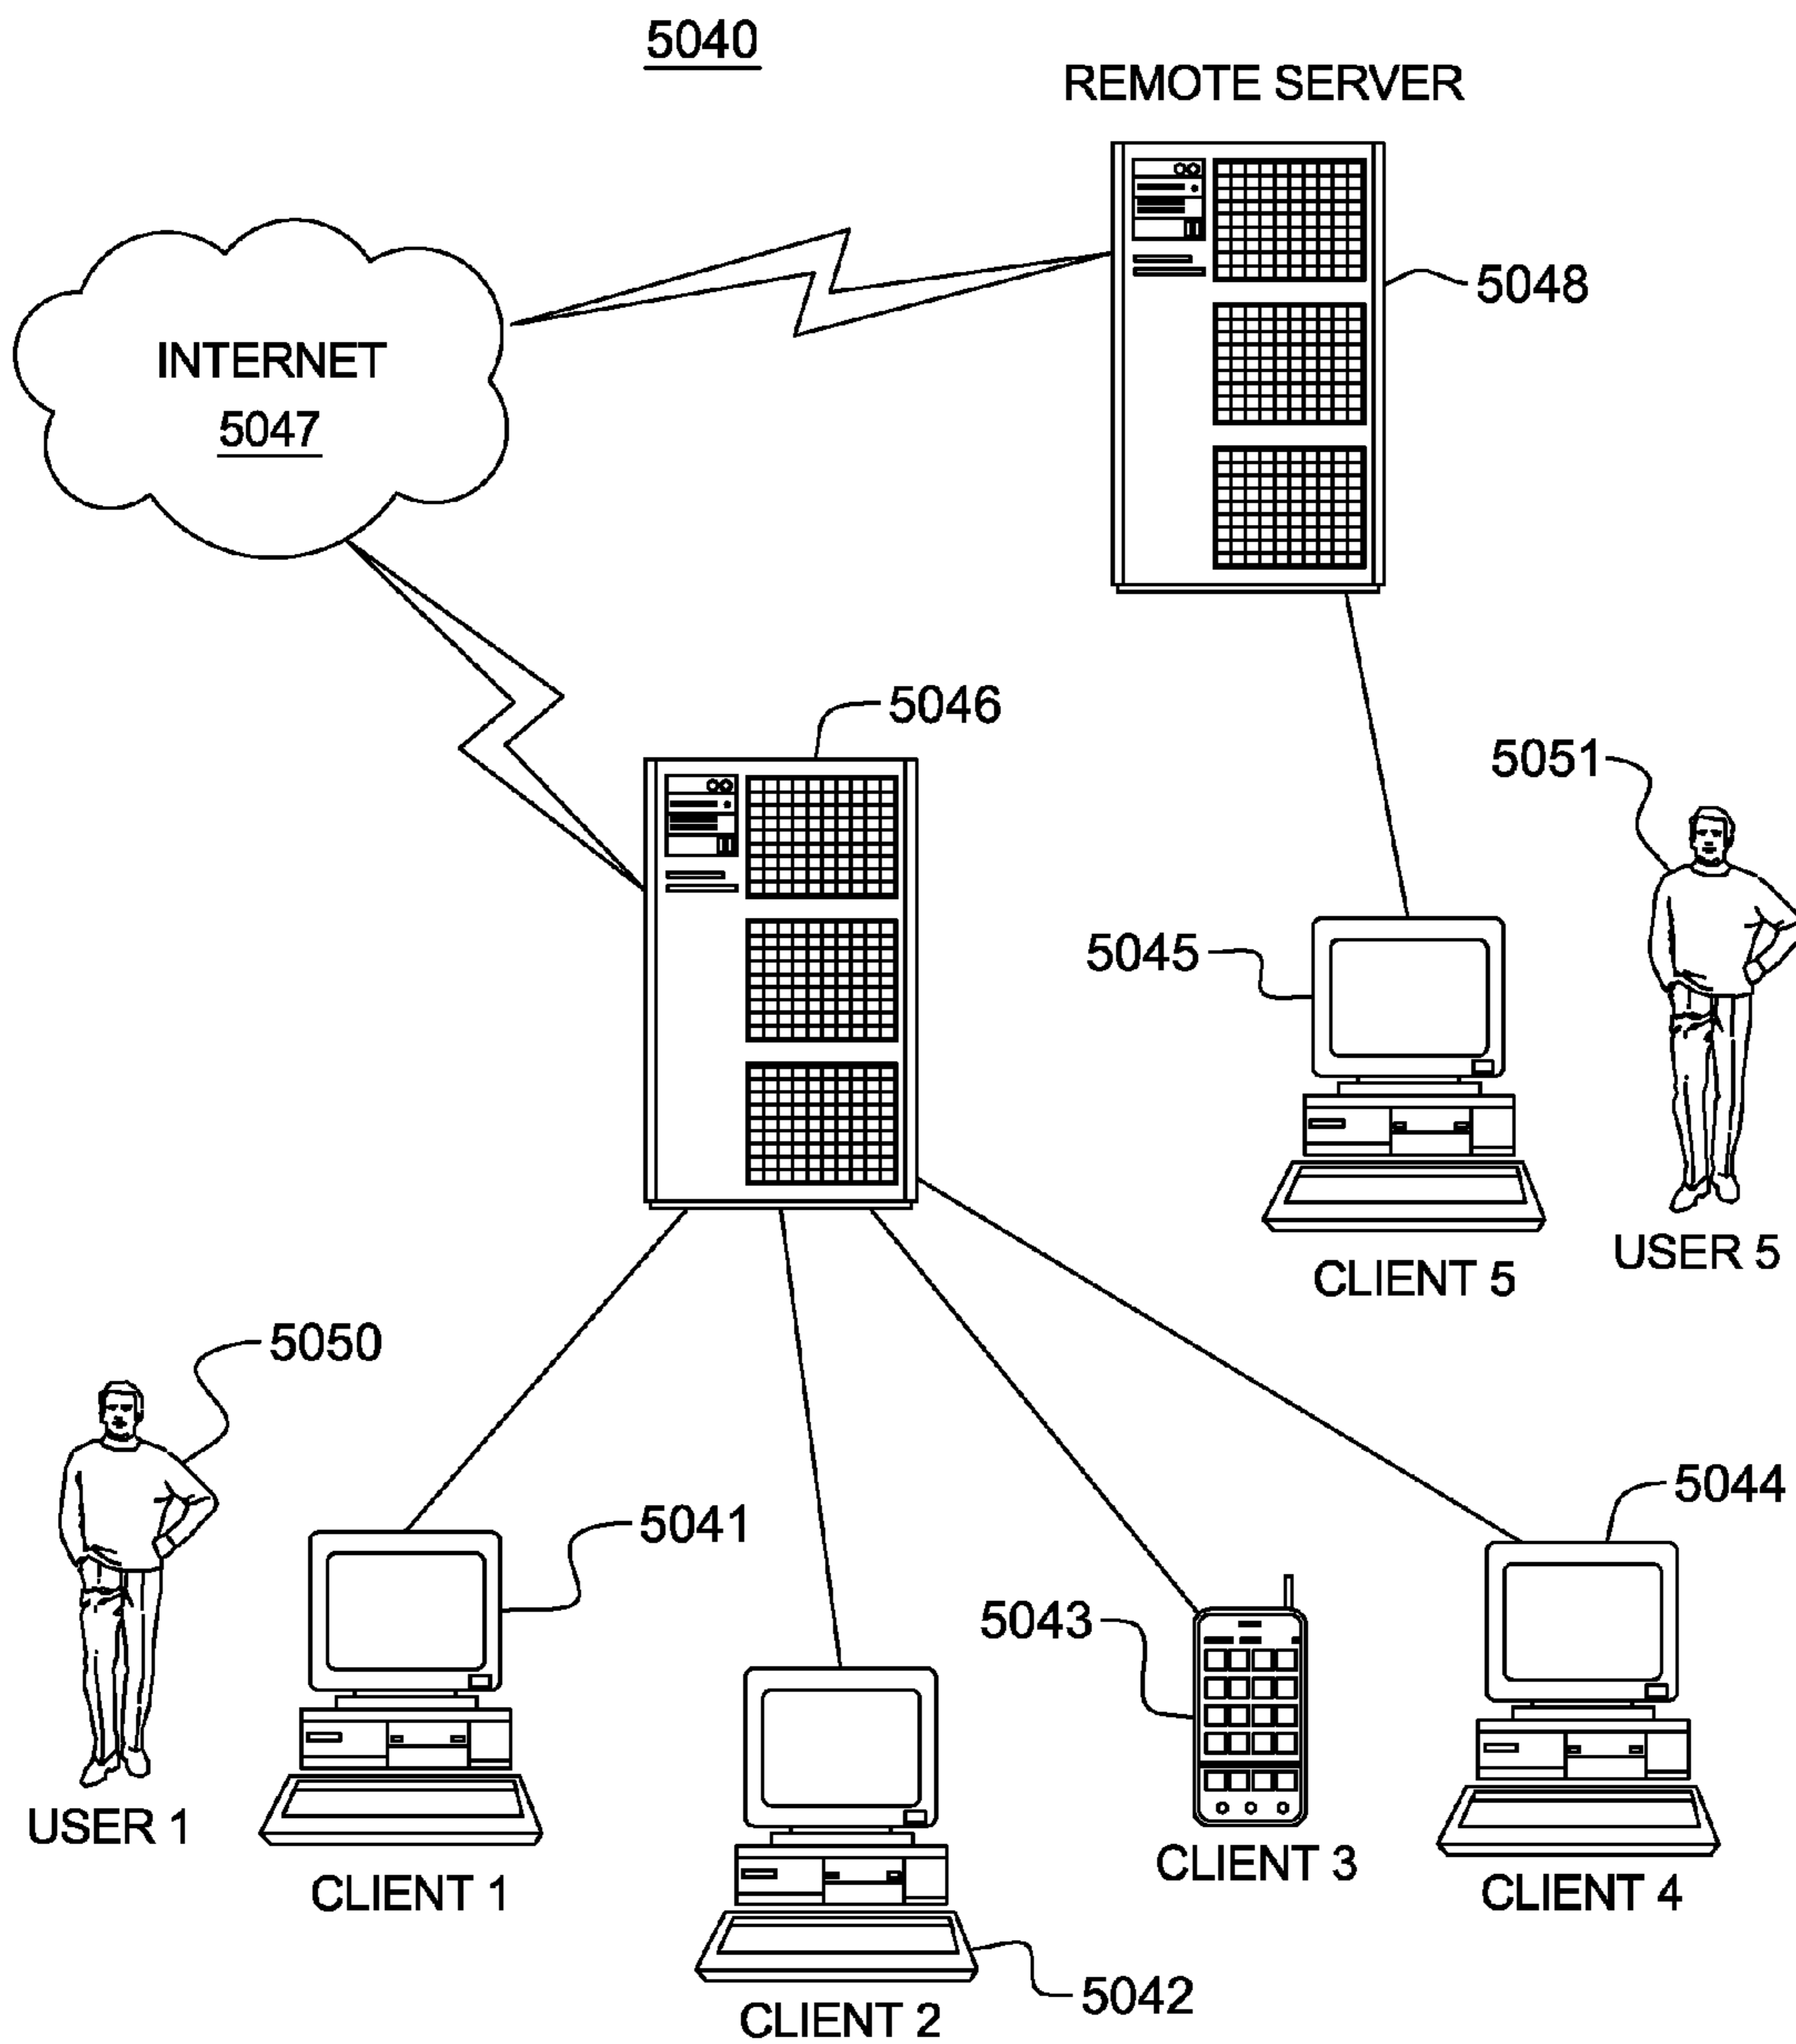 5040
REMOTE SERVER
5048
INTERNET
5047
5046
5051
5045
USER 5
CLIENT 5
5050
5044
5041
5043
USER 1
CLIENT 3
CLIENT 1
CLIENT 4
5042
CLIENT 2